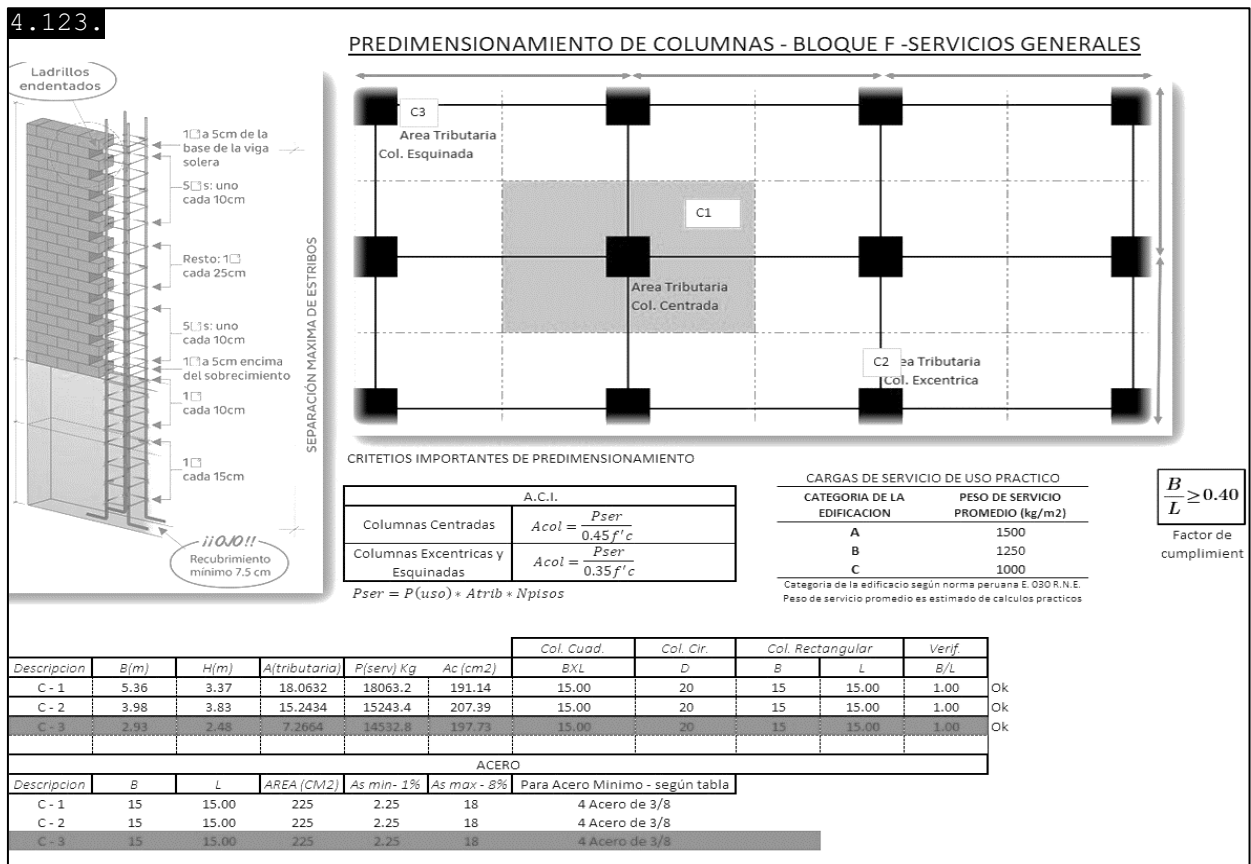 4.123.
PREDIMENSIONAMIENTO DE COLUMNAS - BLOQUE F -SERVICIOS GENERALES
Ladrillos
endentados
1□ a 5cm de la
base de la viga
solera
5□s: uno
cada 10cm
Resto: 1□
cada 25cm
5□s: uno
cada 10cm
1□ a 5cm encima
del sobrecimiento
1□
cada 10cm
1□
cada 15cm
¡¡OJO!!
Recubrimiento
mínimo 7.5 cm
SEPARACIÓN MAXIMA DE ESTRIBOS
C3
Area Tributaria
Col. Esquinada
C1
Area Tributaria
Col. Centrada
C2 ea Tributaria
Col. Excentrica
CRITETIOS IMPORTANTES DE PREDIMENSIONAMIENTO
A.C.I.
Columnas Centradas Acol = Pser / 0.45f'c
Columnas Excentricas y
Esquinadas Acol = Pser / 0.35f'c
Pser = P(uso) * Atrib * Npisos
CARGAS DE SERVICIO DE USO PRACTICO
CATEGORIA DE LA EDIFICACION PESO DE SERVICIO PROMEDIO (kg/m2)
A 1500
B 1250
C 1000
Categoria de la edificacio según norma peruana E. 030 R.N.E.
Peso de servicio promedio es estimado de calculos practicos
B/L ≥ 0.40
Factor de
cumplimient
Col. Cuad. Col. Cir. Col. Rectangular Verif.
Descripcion B(m) H(m) A(tributaria) P(serv) Kg Ac (cm2) BXL D B L B/L
C - 1 5.36 3.37 18.0632 18063.2 191.14 15.00 20 15 15.00 1.00 Ok
C - 2 3.98 3.83 15.2434 15243.4 207.39 15.00 20 15 15.00 1.00 Ok
C - 3 2.93 2.48 7.2664 14532.8 197.73 15.00 20 15 15.00 1.00 Ok
ACERO
Descripcion B L AREA (CM2) As min- 1% As max - 8% Para Acero Minimo - según tabla
C - 1 15 15.00 225 2.25 18 4 Acero de 3/8
C - 2 15 15.00 225 2.25 18 4 Acero de 3/8
C - 3 15 15.00 225 2.25 18 4 Acero de 3/8